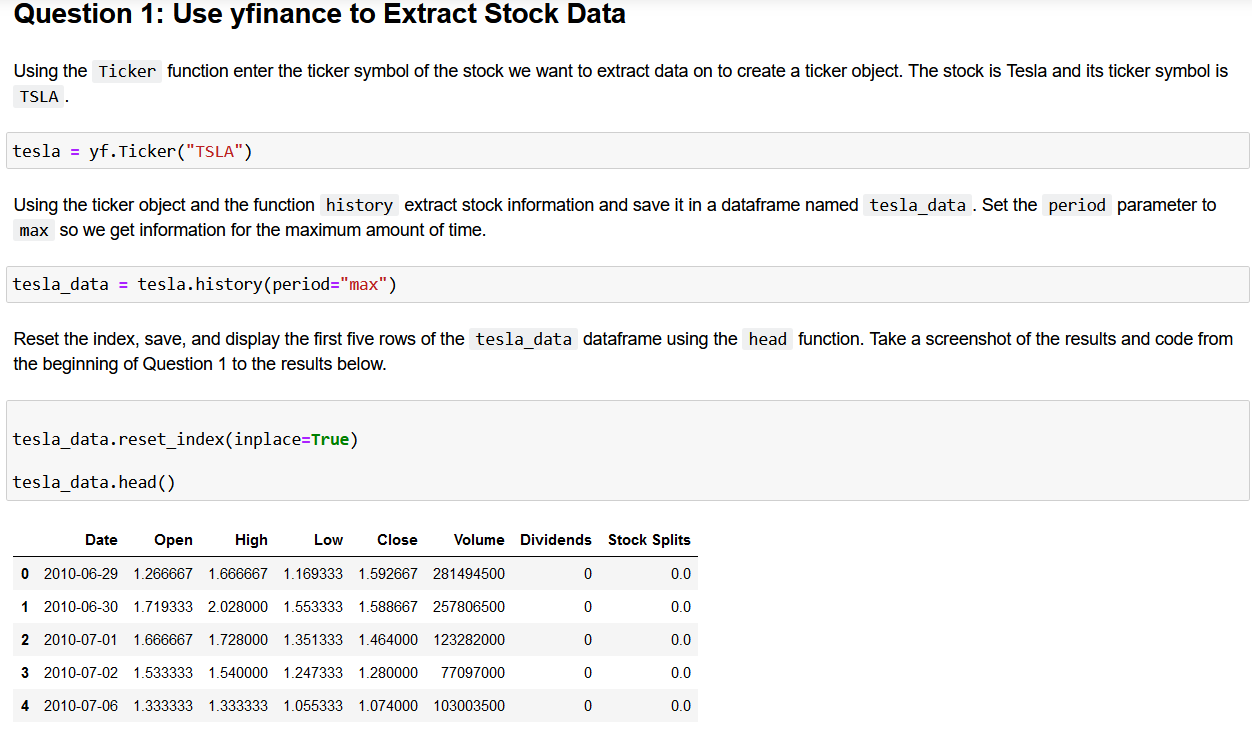 Question 1: Use yfinance to Extract Stock Data
Using the Ticker function enter the ticker symbol of the stock we want to extract data on to create a ticker object. The stock is Tesla and its ticker symbol is
TSLA .
tesla = yf.Ticker("TSLA")
Using the ticker object and the function history extract stock information and save it in a dataframe named tesla_data . Set the period parameter to
max so we get information for the maximum amount of time.
tesla_data = tesla.history(period="max")
Reset the index, save, and display the first five rows of the tesla_data dataframe using the head function. Take a screenshot of the results and code from
the beginning of Question 1 to the results below.
tesla_data.reset_index(inplace=True)
tesla_data.head()
Date Open High Low Close Volume Dividends Stock Splits
0 2010-06-29 1.266667 1.666667 1.169333 1.592667 281494500 0 0.0
1 2010-06-30 1.719333 2.028000 1.553333 1.588667 257806500 0 0.0
2 2010-07-01 1.666667 1.728000 1.351333 1.464000 123282000 0 0.0
3 2010-07-02 1.533333 1.540000 1.247333 1.280000 77097000 0 0.0
4 2010-07-06 1.333333 1.333333 1.055333 1.074000 103003500 0 0.0